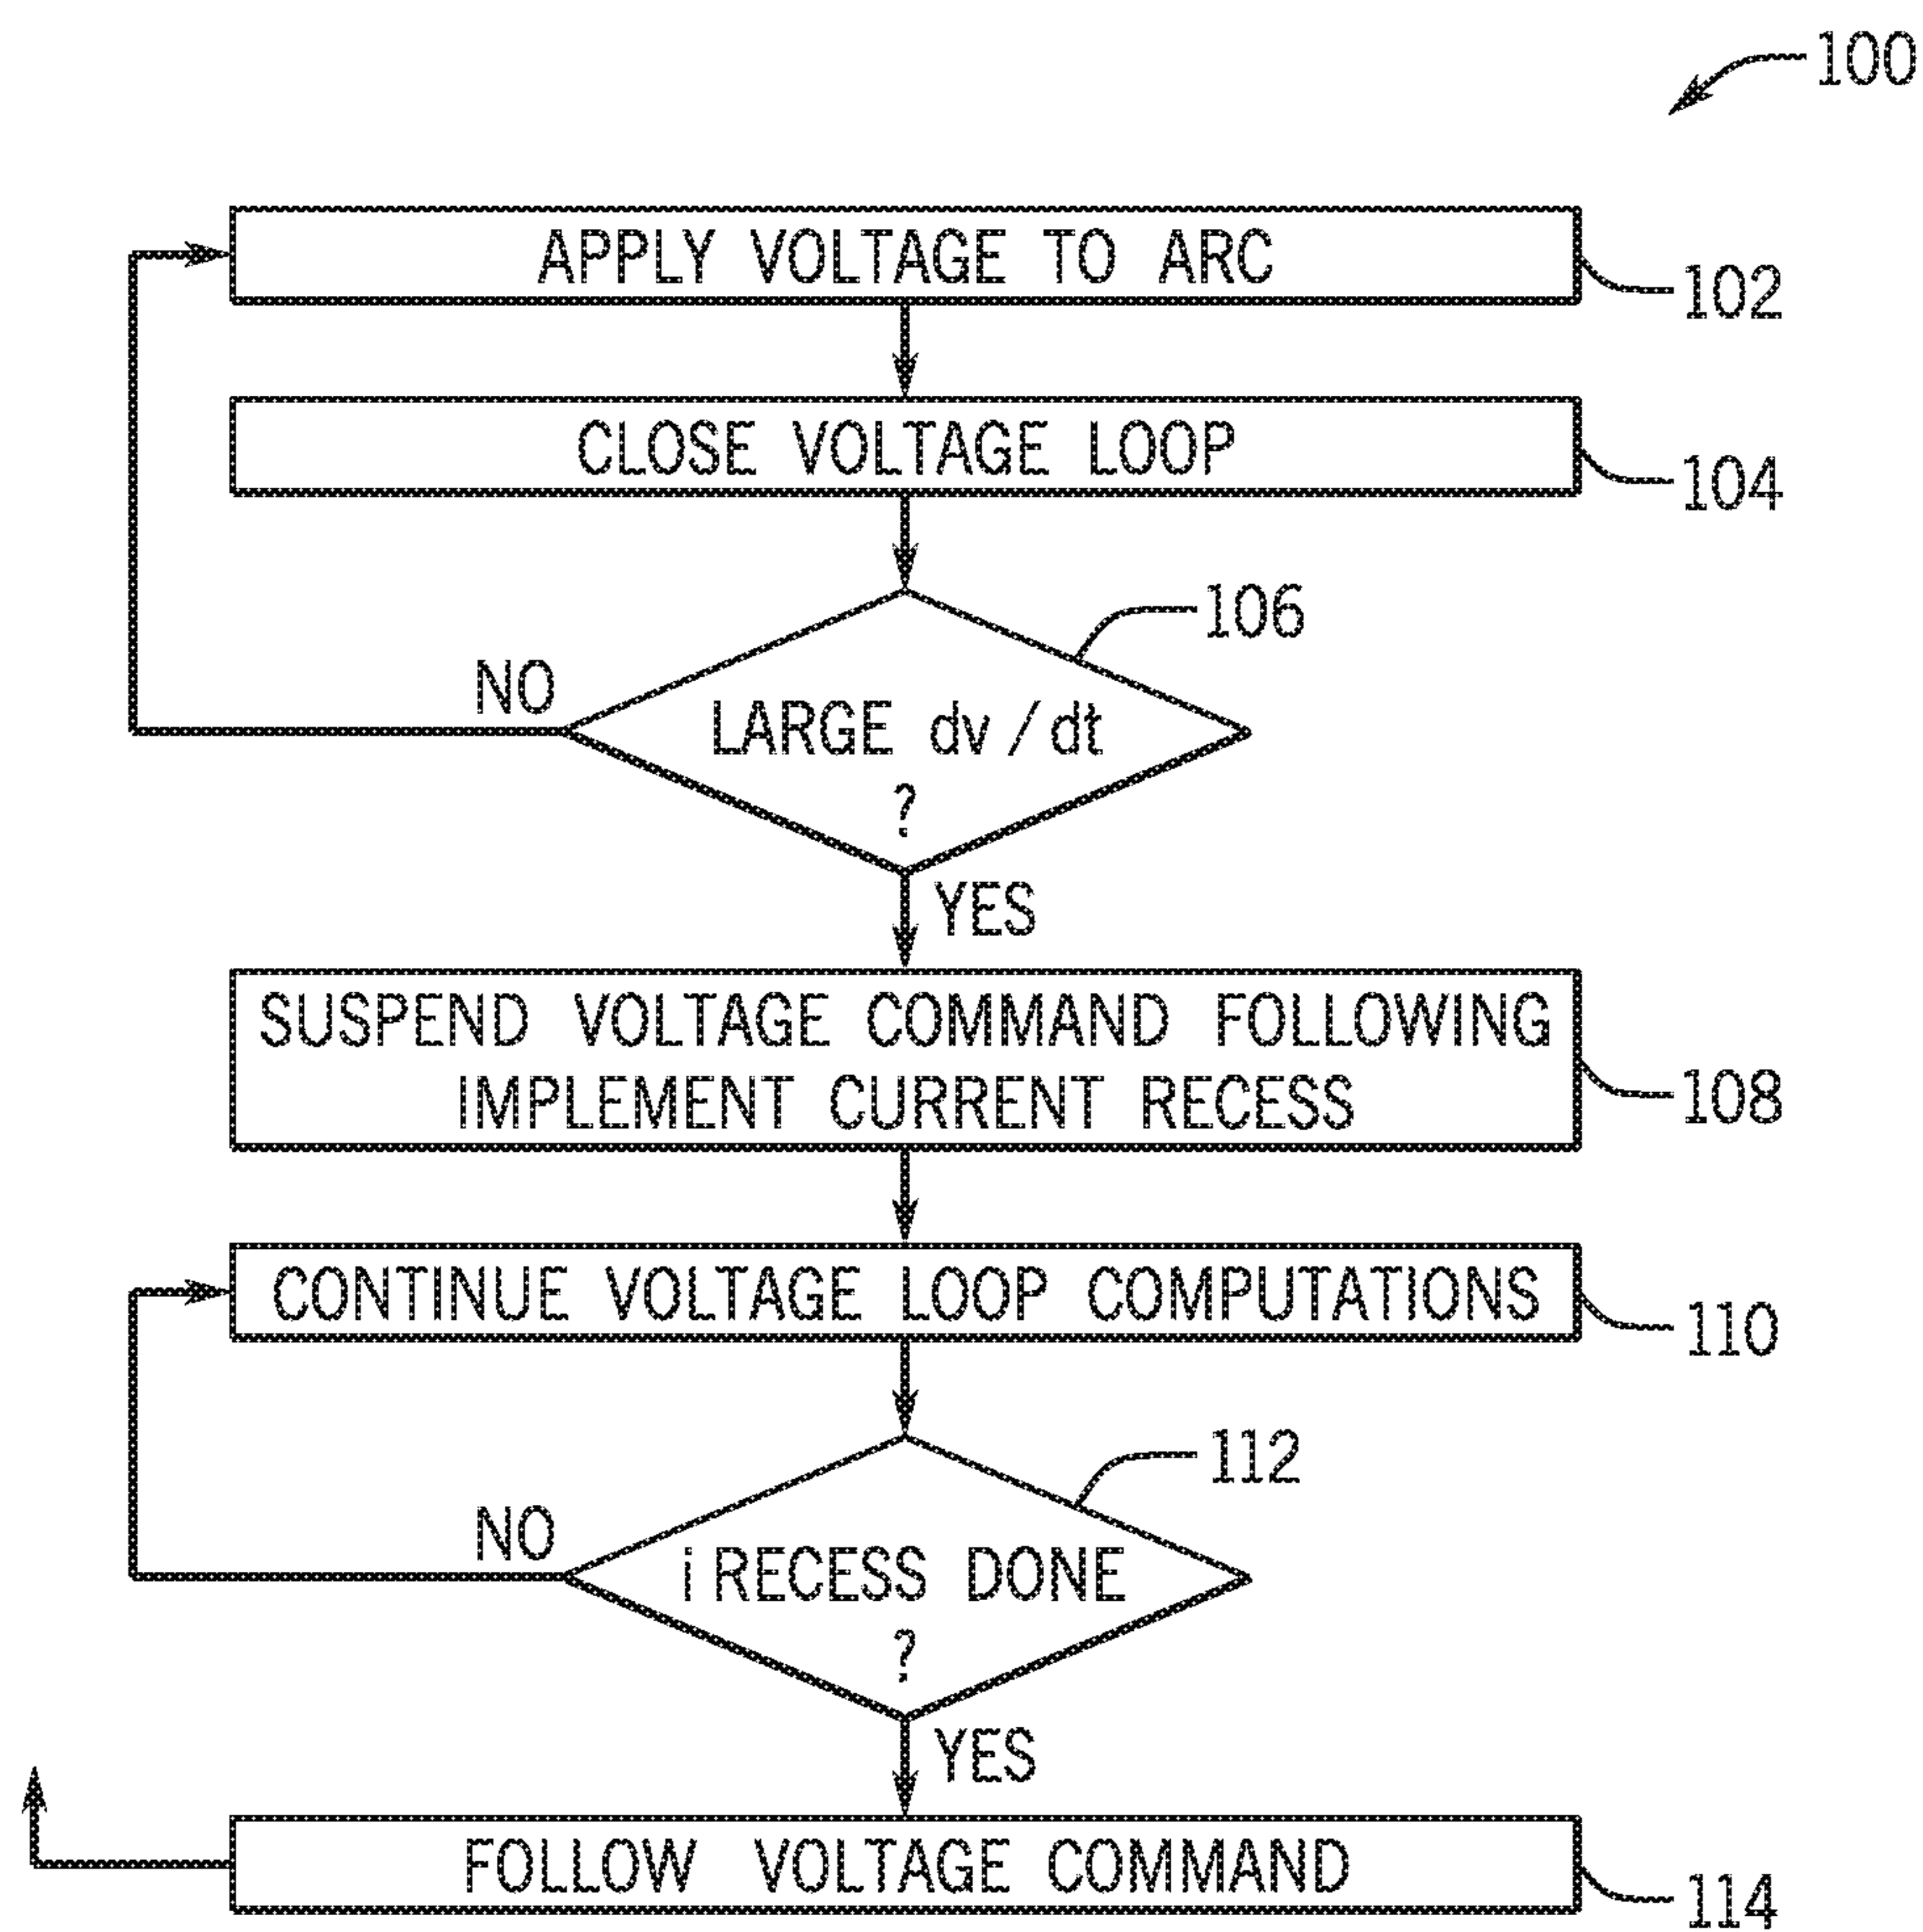 100
APPLY VOLTAGE TO ARC
102
CLOSE VOLTAGE LOOP
104
106
NO
LARGE dv/dt
?
YES
SUSPEND VOLTAGE COMMAND FOLLOWING
IMPLEMENT CURRENT RECESS
108
CONTINUE VOLTAGE LOOP COMPUTATIONS
110
112
NO
i RECESS DONE
?
YES
FOLLOW VOLTAGE COMMAND
114